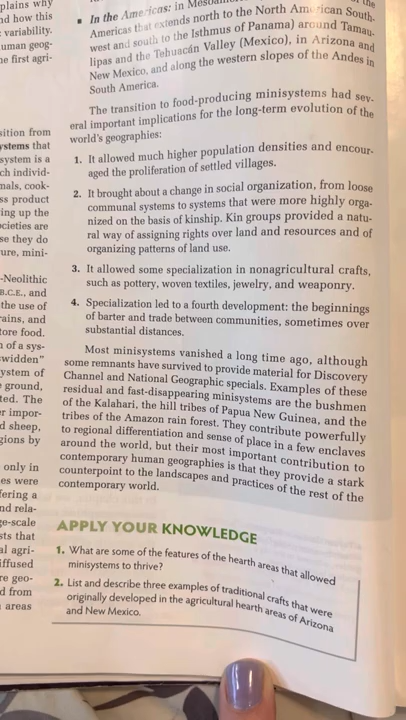 plains why
nd how this
variability.
uman geog-
ne first agri-
sition from
ystems that
system is a
ch individ-
mals, cook-
ss product
ing up the
ocieties are
se they do
ure, mini-
-Neolithic
B.C.E., and
the use of
rains, and
tore food.
n of a sys-
swidden"
ystem of
ground,
ted. The
r impor-
d sheep,
gions by
only in
es were
fering a
nd rela-
ge-scale
sts that
al agri-
iffused
re geo-
d from
areas
▪ In the Americas: in
Americas that extends north to the North American South-
west and south to the Isthmus of Panama) around Tamau-
lipas and the Tehuacán Valley (Mexico), in Arizona and
New Mexico, and along the western slopes of the Andes in
South America.
The transition to food-producing minisystems had sev-
eral important implications for the long-term evolution of the
world's geographies:
1. It allowed much higher population densities and encour-
aged the proliferation of settled villages.
2. It brought about a change in social organization, from loose
communal systems to systems that were more highly orga-
nized on the basis of kinship. Kin groups provided a natu-
ral way of assigning rights over land and resources and of
organizing patterns of land use.
3. It allowed some specialization in nonagricultural crafts,
such as pottery, woven textiles, jewelry, and weaponry.
4. Specialization led to a fourth development: the beginnings
of barter and trade between communities, sometimes over
substantial distances.
Most minisystems vanished a long time ago, although
some remnants have survived to provide material for Discovery
Channel and National Geographic specials. Examples of these
residual and fast-disappearing minisystems are the bushmen
of the Kalahari, the hill tribes of Papua New Guinea, and the
tribes of the Amazon rain forest. They contribute powerfully
to regional differentiation and sense of place in a few enclaves
around the world, but their most important contribution to
contemporary human geographies is that they provide a stark
counterpoint to the landscapes and practices of the rest of the
contemporary world.
APPLY YOUR KNOWLEDGE
1. What are some of the features of the hearth areas that allowed
minisystems to thrive?
2. List and describe three examples of traditional crafts that were
originally developed in the agricultural hearth areas of Arizona
and New Mexico.